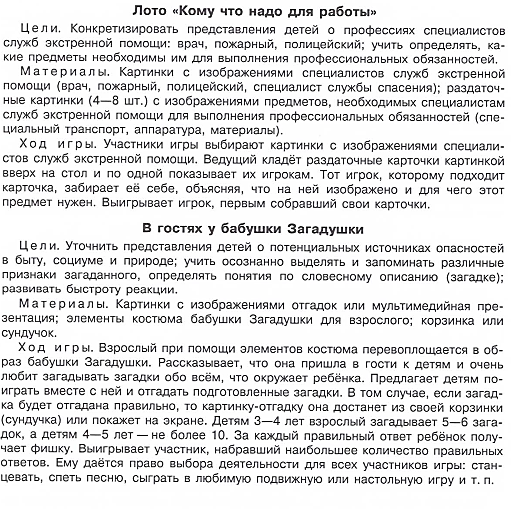 Лото «Кому что надо для работы»
Цели. Конкретизировать представления детей о профессиях специалистов
служб экстренной помощи: врач, пожарный, полицейский; учить определять, ка-
кие предметы необходимы им для выполнения профессиональных обязанностей.
Материалы. Картинки с изображениями специалистов служб экстренной
помощи (врач, пожарный, полицейский, специалист службы спасения); раздаточ-
ные картинки (4—8 шт.) с изображениями предметов, необходимых специалистам
служб экстренной помощи для выполнения профессиональных обязанностей (спе-
циальный транспорт, аппаратура, материалы).
Ход игры. Участники игры выбирают картинки с изображениями специали-
стов служб экстренной помощи. Ведущий кладёт раздаточные карточки картинкой
вверх на стол и по одной показывает их игрокам. Тот игрок, которому подходит
карточка, забирает её себе, объясняя, что на ней изображено и для чего этот
предмет нужен. Выигрывает игрок, первым собравший свои карточки.
В гостях у бабушки Загадушки
Цели. Уточнить представления детей о потенциальных источниках опасностей
в быту, социуме и природе; учить осознанно выделять и запоминать различные
признаки загаданного, определять понятия по словесному описанию (загадке);
развивать быстроту реакции.
Материалы. Картинки с изображениями отгадок или мультимедийная пре-
зентация; элементы костюма бабушки Загадушки для взрослого; корзинка или
сундучок.
Ход игры. Взрослый при помощи элементов костюма перевоплощается в об-
раз бабушки Загадушки. Рассказывает, что она пришла в гости к детям и очень
любит загадывать загадки обо всём, что окружает ребёнка. Предлагает детям по-
играть вместе с ней и отгадать подготовленные загадки. В том случае, если загад-
ка будет отгадана правильно, то картинку-отгадку она достанет из своей корзинки
(сундучка) или покажет на экране. Детям 3—4 лет взрослый загадывает 5—6 зага-
док, а детям 4—5 лет — не более 10. За каждый правильный ответ ребёнок полу-
чает фишку. Выигрывает участник, набравший наибольшее количество правильных
ответов. Ему даётся право выбора деятельности для всех участников игры: стан-
цевать, спеть песню, сыграть в любимую подвижную или настольную игру и т. п.